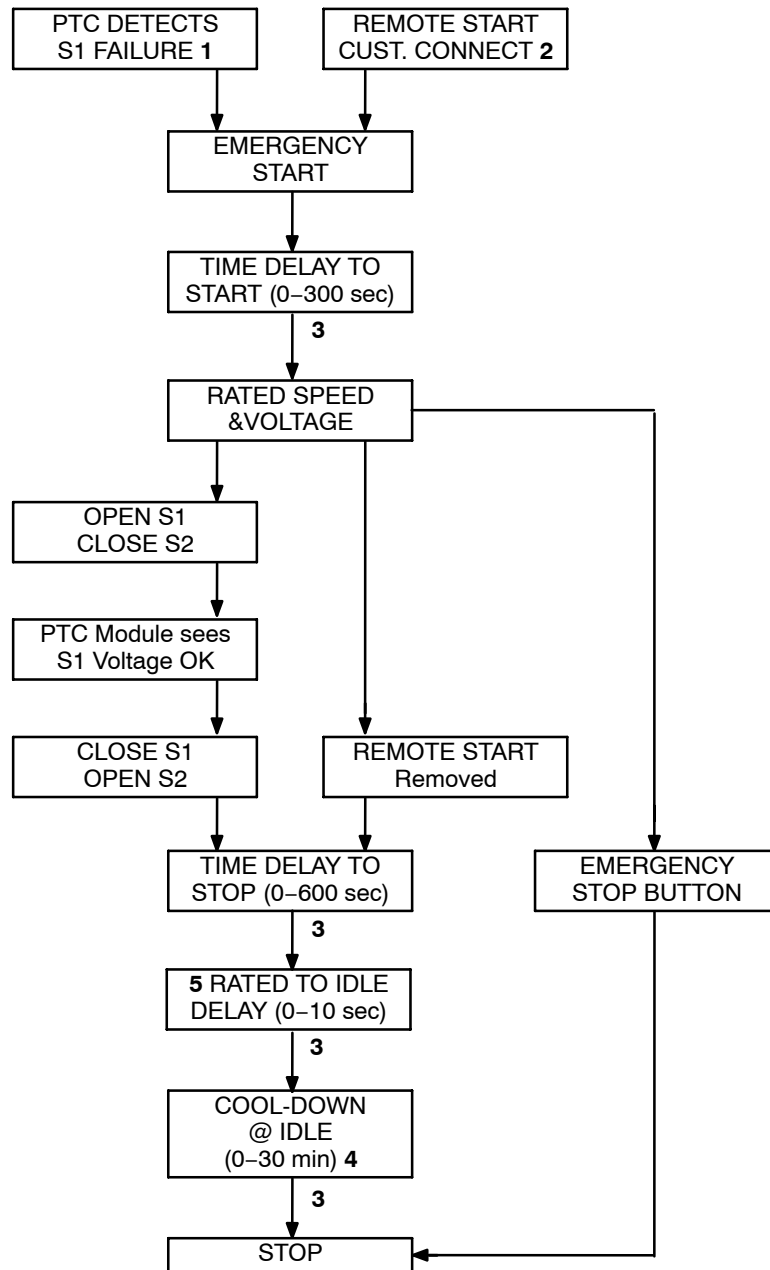 PTC DETECTS
S1 FAILURE 1
REMOTE START
CUST. CONNECT 2
EMERGENCY
START
TIME DELAY TO
START (0−300 sec)
3
RATED SPEED
&VOLTAGE
OPEN S1
CLOSE S2
PTC Module sees
S1 Voltage OK
CLOSE S1
OPEN S2
REMOTE START
Removed
TIME DELAY TO
STOP (0−600 sec)
EMERGENCY
STOP BUTTON
3
5 RATED TO IDLE
DELAY (0−10 sec)
3
COOL-DOWN
@ IDLE
(0−30 min) 4
3
STOP